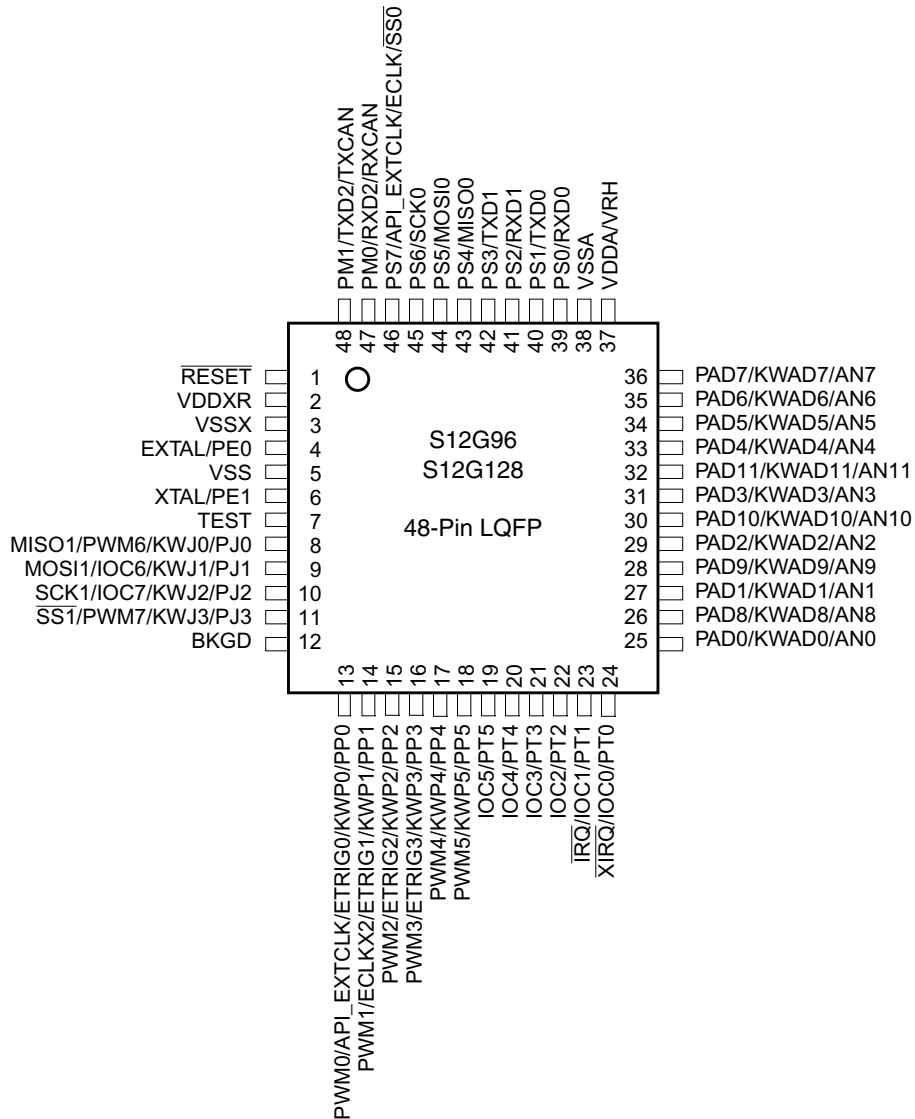 PM1/TXD2/TXCAN
PM0/RXD2/RXCAN
PS7/API_EXTCLK/ECLK/SS0
PS6/SCK0
PS5/MOSI0
PS4/MISO0
PS3/TXD1
PS2/RXD1
PS1/TXD0
PS0/RXD0
VSSA
VDDA/VRH
48
47
46
45
44
43
42
41
40
39
38
37
RESET 1
VDDXR 2
VSSX 3
EXTAL/PE0 4
VSS 5
XTAL/PE1 6
TEST 7
MISO1/PWM6/KWJ0/PJ0 8
MOSI1/IOC6/KWJ1/PJ1 9
SCK1/IOC7/KWJ2/PJ2 10
SS1/PWM7/KWJ3/PJ3 11
BKGD 12
S12G96
S12G128
48-Pin LQFP
36 PAD7/KWAD7/AN7
35 PAD6/KWAD6/AN6
34 PAD5/KWAD5/AN5
33 PAD4/KWAD4/AN4
32 PAD11/KWAD11/AN11
31 PAD3/KWAD3/AN3
30 PAD10/KWAD10/AN10
29 PAD2/KWAD2/AN2
28 PAD9/KWAD9/AN9
27 PAD1/KWAD1/AN1
26 PAD8/KWAD8/AN8
25 PAD0/KWAD0/AN0
13
14
15
16
17
18
19
20
21
22
23
24
PWM0/API_EXTCLK/ETRIG0/KWP0/PP0
PWM1/ECLKX2/ETRIG1/KWP1/PP1
PWM2/ETRIG2/KWP2/PP2
PWM3/ETRIG3/KWP3/PP3
PWM4/KWP4/PP4
PWM5/KWP5/PP5
IOC5/PT5
IOC4/PT4
IOC3/PT3
IOC2/PT2
IRQ/IOC1/PT1
XIRQ/IOC0/PT0